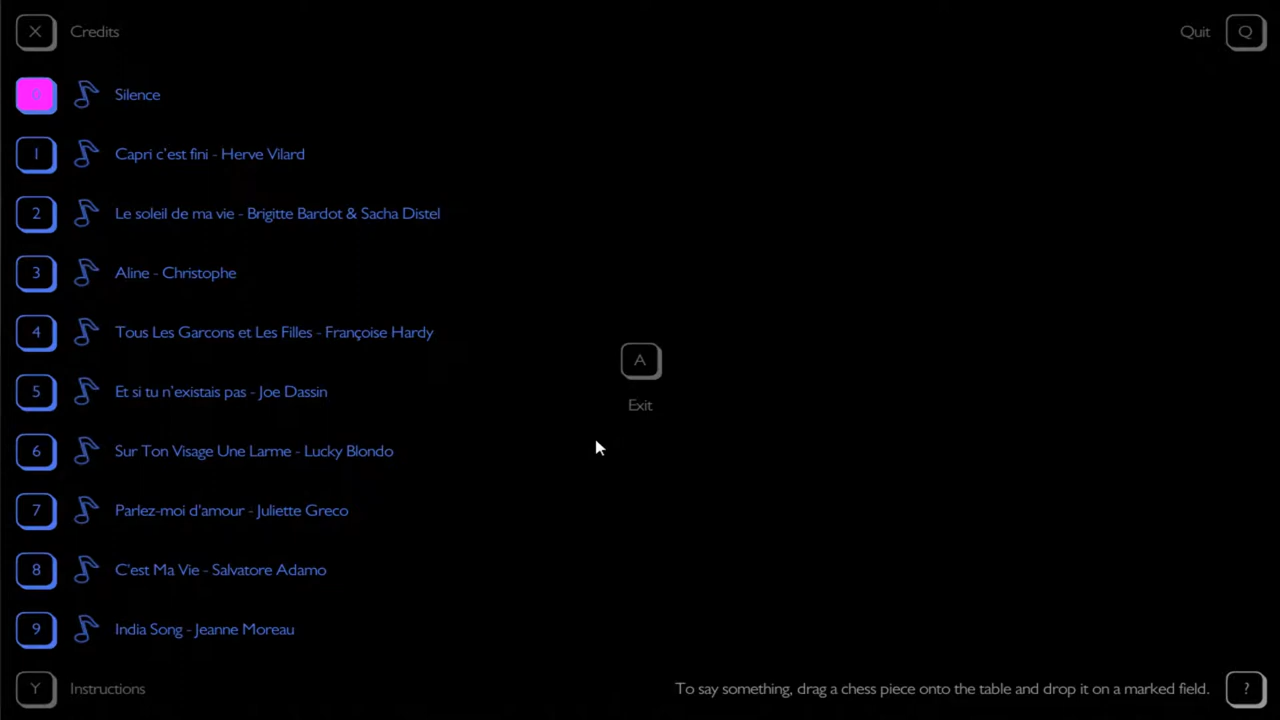 X Credits
Quit Q
0 Silence
1 Capri c'est fini - Herve Vilard
2 Le soleil de ma vie - Brigitte Bardot & Sacha Distel
3 Aline - Christophe
4 Tous Les Garcons et Les Filles - Françoise Hardy
A
Exit
5 Et si tu n'existais pas - Joe Dassin
6 Sur Ton Visage Une Larme - Lucky Blondo
7 Parlez-moi d'amour - Juliette Greco
8 C'est Ma Vie - Salvatore Adamo
9 India Song - Jeanne Moreau
Y Instructions
To say something, drag a chess piece onto the table and drop it on a marked field. ?